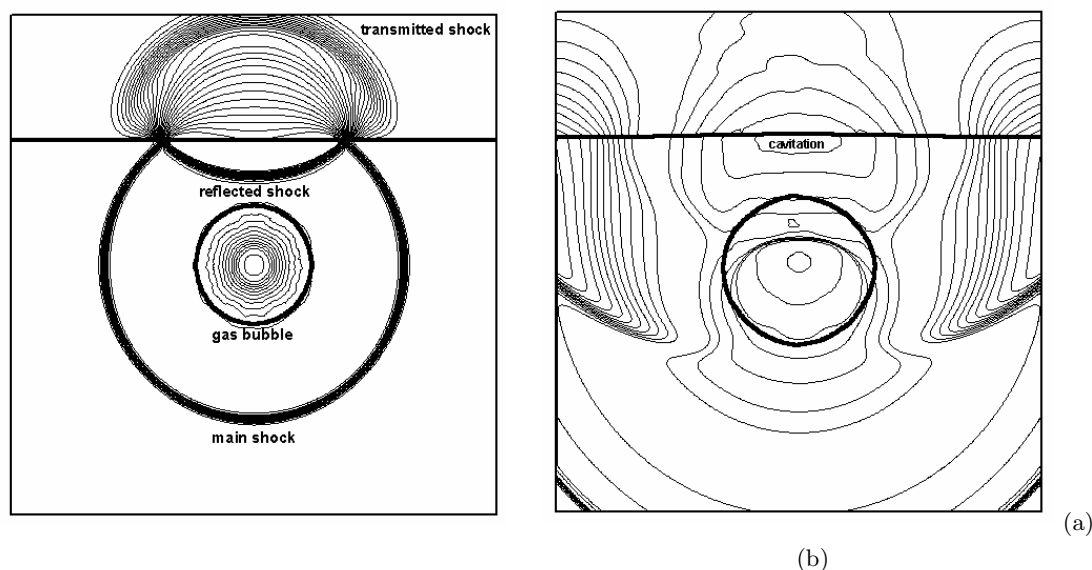 transmitted shock
reflected shock
gas bubble
main shock
cavitation
(a)
(b)